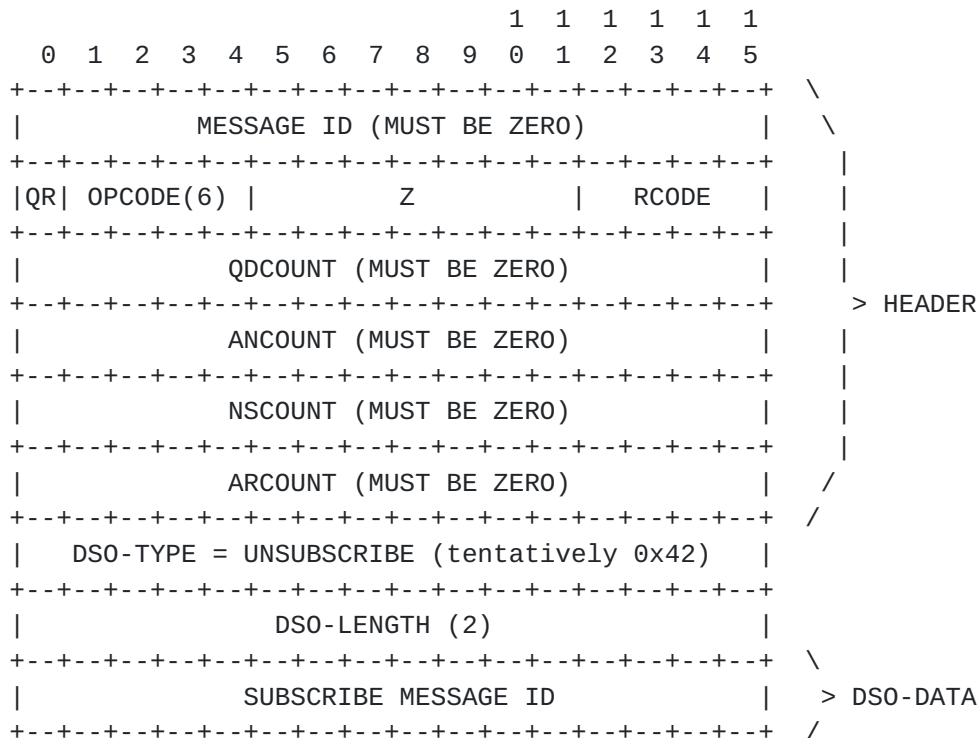 1  1  1  1  1  1
   0  1  2  3  4  5  6  7  8  9  0  1  2  3  4  5
 +--+--+--+--+--+--+--+--+--+--+--+--+--+--+--+--+  \
 |            MESSAGE ID (MUST BE ZERO)           |   \
 +--+--+--+--+--+--+--+--+--+--+--+--+--+--+--+--+    |
 |QR| OPCODE(6) |         Z          |   RCODE    |    |
 +--+--+--+--+--+--+--+--+--+--+--+--+--+--+--+--+    |
 |              QDCOUNT (MUST BE ZERO)            |    |
 +--+--+--+--+--+--+--+--+--+--+--+--+--+--+--+--+     > HEADER
 |              ANCOUNT (MUST BE ZERO)            |    |
 +--+--+--+--+--+--+--+--+--+--+--+--+--+--+--+--+    |
 |              NSCOUNT (MUST BE ZERO)            |    |
 +--+--+--+--+--+--+--+--+--+--+--+--+--+--+--+--+    |
 |              ARCOUNT (MUST BE ZERO)            |   /
 +--+--+--+--+--+--+--+--+--+--+--+--+--+--+--+--+  /
 |    DSO-TYPE = UNSUBSCRIBE (tentatively 0x42)   |
 +--+--+--+--+--+--+--+--+--+--+--+--+--+--+--+--+
 |                 DSO-LENGTH (2)                 |
 +--+--+--+--+--+--+--+--+--+--+--+--+--+--+--+--+  \
 |              SUBSCRIBE MESSAGE ID              |   > DSO-DATA
 +--+--+--+--+--+--+--+--+--+--+--+--+--+--+--+--+  /